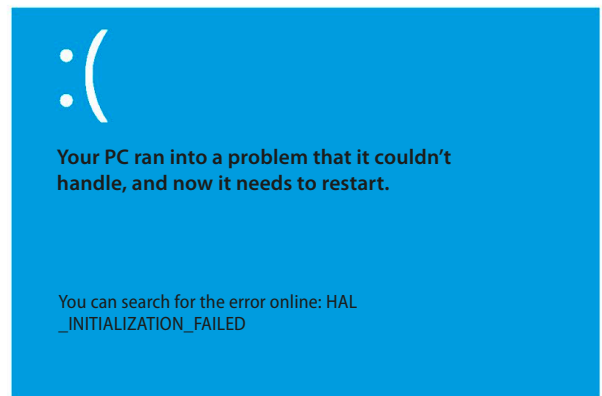 :(
Your PC ran into a problem that it couldn't
handle, and now it needs to restart.
You can search for the error online: HAL
_INITIALIZATION_FAILED